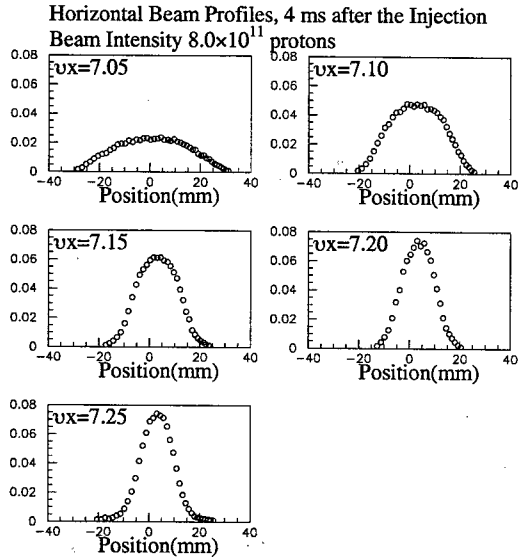 Horizontal Beam Profiles, 4 ms after the Injection
Beam Intensity 8.0×10¹¹ protons
υx=7.05
0.08
0.06
0.04
0.02
0
−40 −20 0 20 40
Position(mm)
υx=7.10
0.08
0.06
0.04
0.02
0
−40 −20 0 20 40
Position(mm)
υx=7.15
0.08
0.06
0.04
0.02
0
−40 −20 0 20 40
Position(mm)
υx=7.20
0.08
0.06
0.04
0.02
0
−40 −20 0 20 40
Position(mm)
υx=7.25
0.08
0.06
0.04
0.02
0
−40 −20 0 20 40
Position(mm)